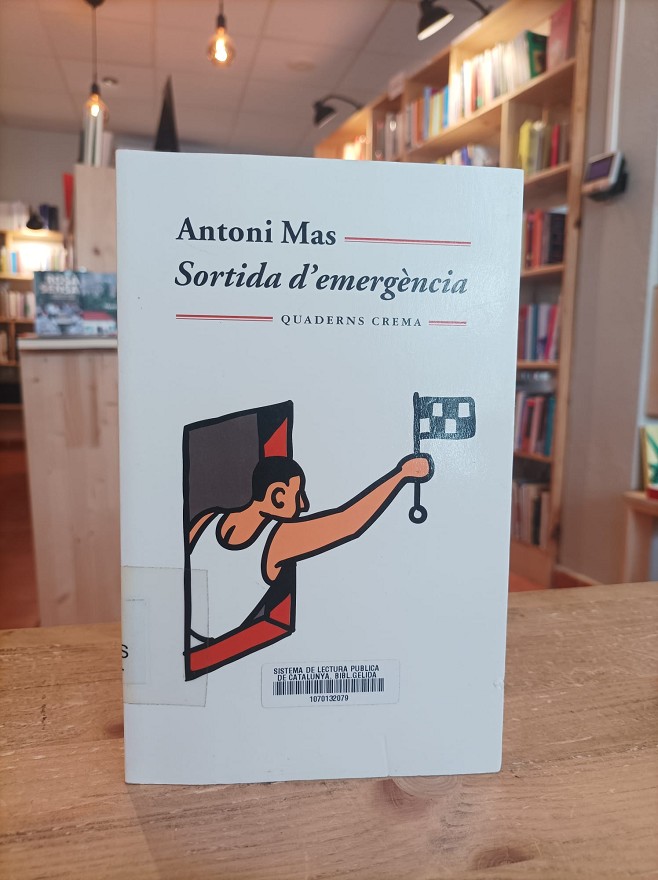 Antoni Mas
Sortida d'emergència
QUADERNS CREMA
SISTEMA DE LECTURA PUBLICA
DE CATALUNYA. BIBL.GELIDA
1070132079
S